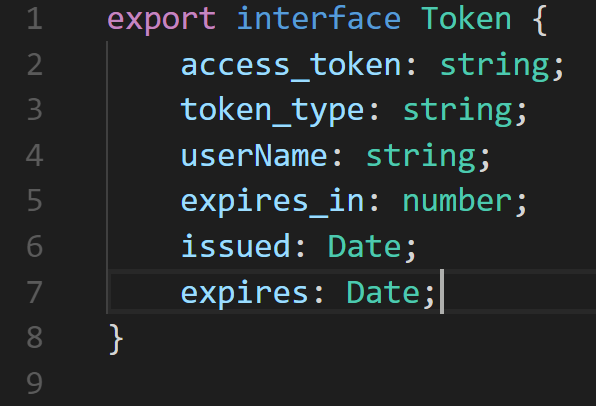 1 export interface Token {
2     access_token: string;
3     token_type: string;
4     userName: string;
5     expires_in: number;
6     issued: Date;
7     expires: Date;
8 }
9